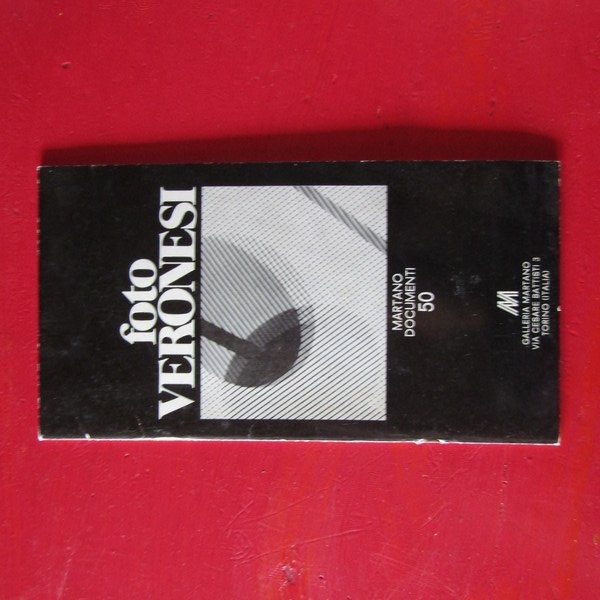 foto
VERONESI
MARTANO
DOCUMENTI
50
GALLERIA MARTANO
VIA CESARE BATTISTI 3
TORINO (ITALIA)